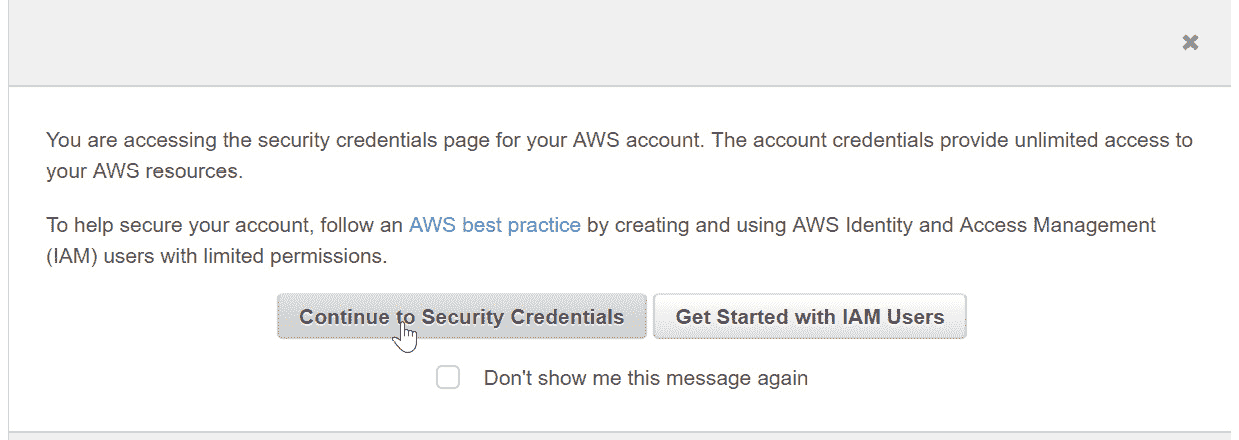 You are accessing the security credentials page for your AWS account. The account credentials provide unlimited access to
your AWS resources.
To help secure your account, follow an AWS best practice by creating and using AWS Identity and Access Management
(IAM) users with limited permissions.
Continue to Security Credentials Get Started with IAM Users
Don't show me this message again